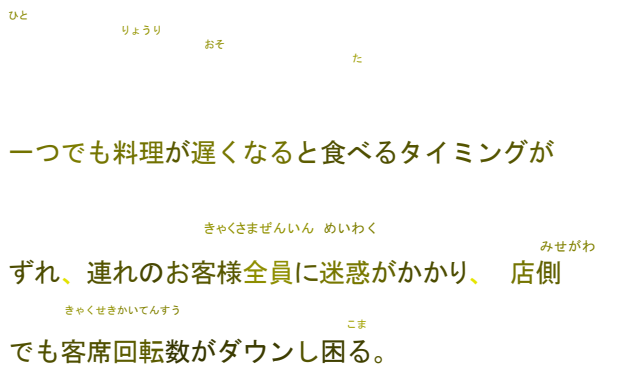 ひと
りょうり
おそ
た
一つでも料理が遅くなると食べるタイミングが
きゃくさまぜんいん めいわく
みせがわ
ずれ、連れのお客様全員に迷惑がかかり、 店側
きゃくせきかいてんすう
こま
でも客席回転数がダウンし困る。